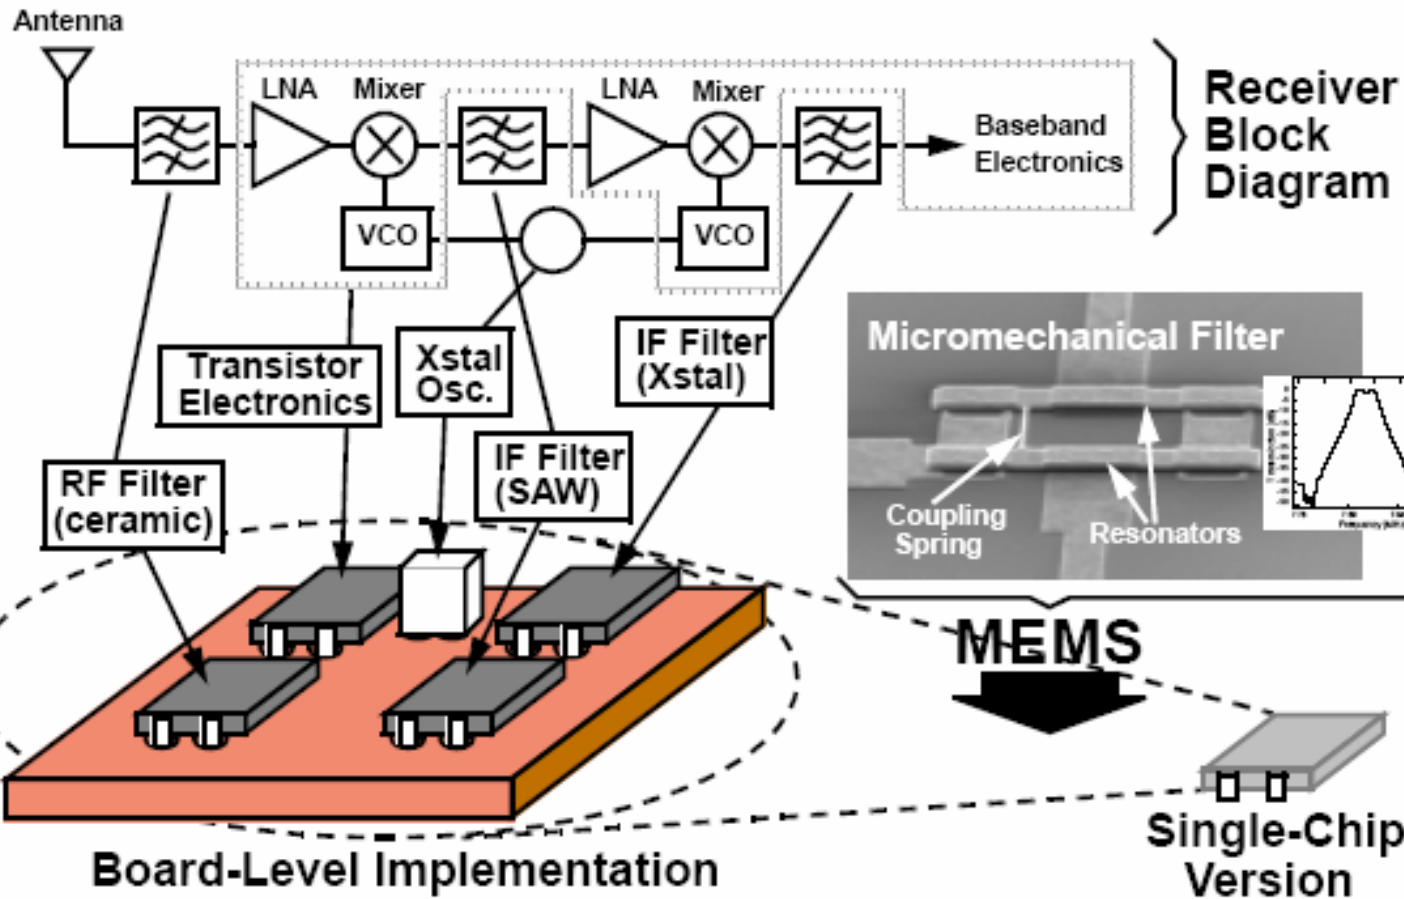 Antenna
LNA
Mixer
LNA
Mixer
Baseband
Electronics
VCO
VCO
Receiver
Block
Diagram
Transistor
Electronics
Xstal
Osc.
IF Filter
(Xstal)
RF Filter
(ceramic)
IF Filter
(SAW)
Micromechanical Filter
Coupling
Spring
Resonators
MEMS
Board-Level Implementation
Single-Chip
Version